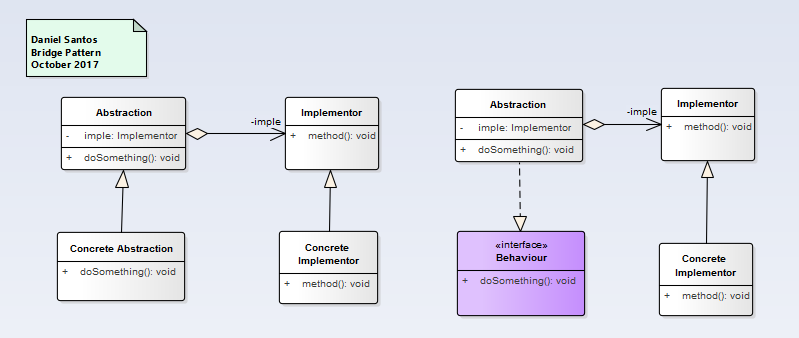 Daniel Santos
Bridge Pattern
October 2017
Abstraction
- imple: Implementor
+ doSomething(): void
-imple
Implementor
+ method(): void
Concrete Abstraction
+ doSomething(): void
Concrete
Implementor
+ method(): void
Abstraction
- imple: Implementor
+ doSomething(): void
-imple
Implementor
+ method(): void
«interface»
Behaviour
+ doSomething(): void
Concrete
Implementor
+ method(): void